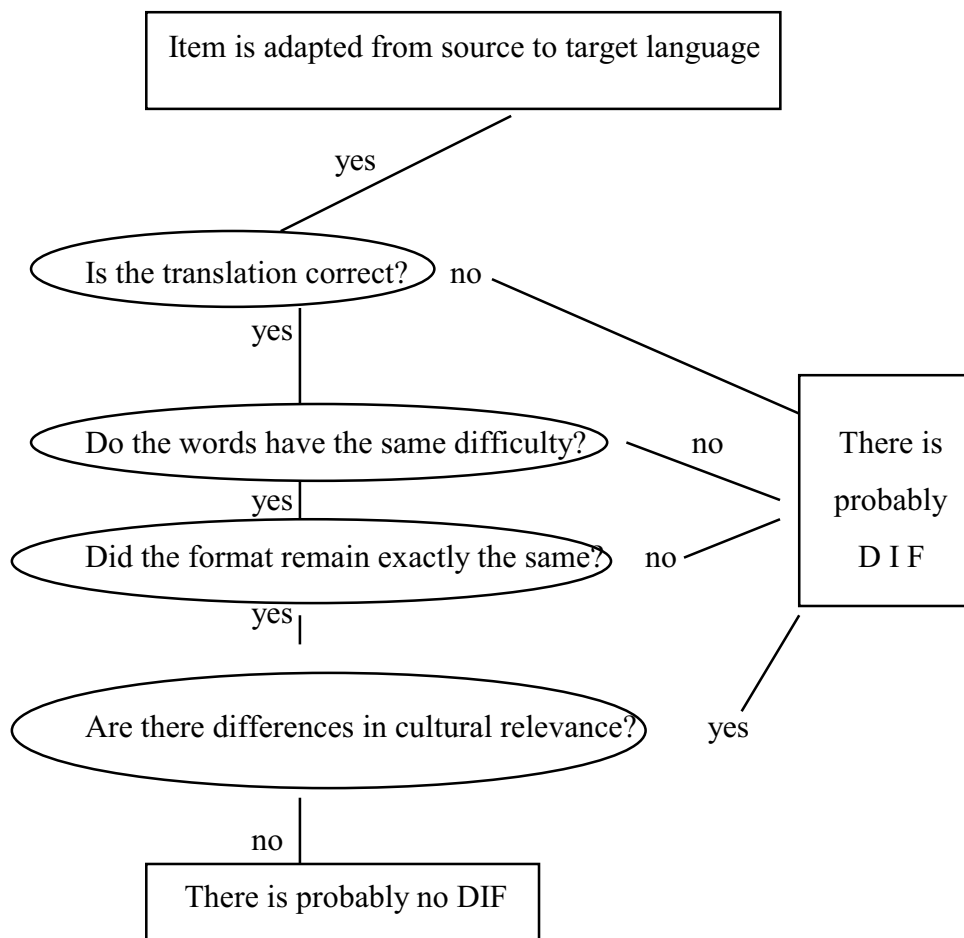 Item is adapted from source to target language
yes
Is the translation correct?
no
yes
Do the words have the same difficulty?
no
yes
Did the format remain exactly the same?
no
yes
There is
probably
D I F
Are there differences in cultural relevance?
yes
no
There is probably no DIF